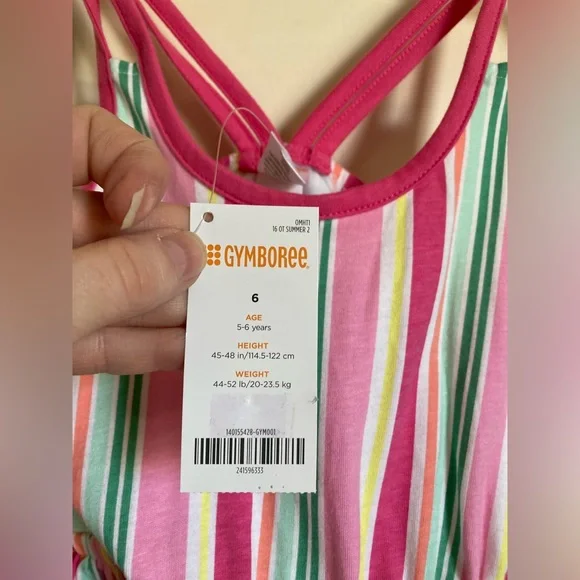 OMHT1
16 OT SUMMER 2
GYMBOREE
6
AGE
5-6 years
HEIGHT
45-48 in/114.5-122 cm
WEIGHT
44-52 lb/20-23.5 kg
140155428-GYM001
241596333